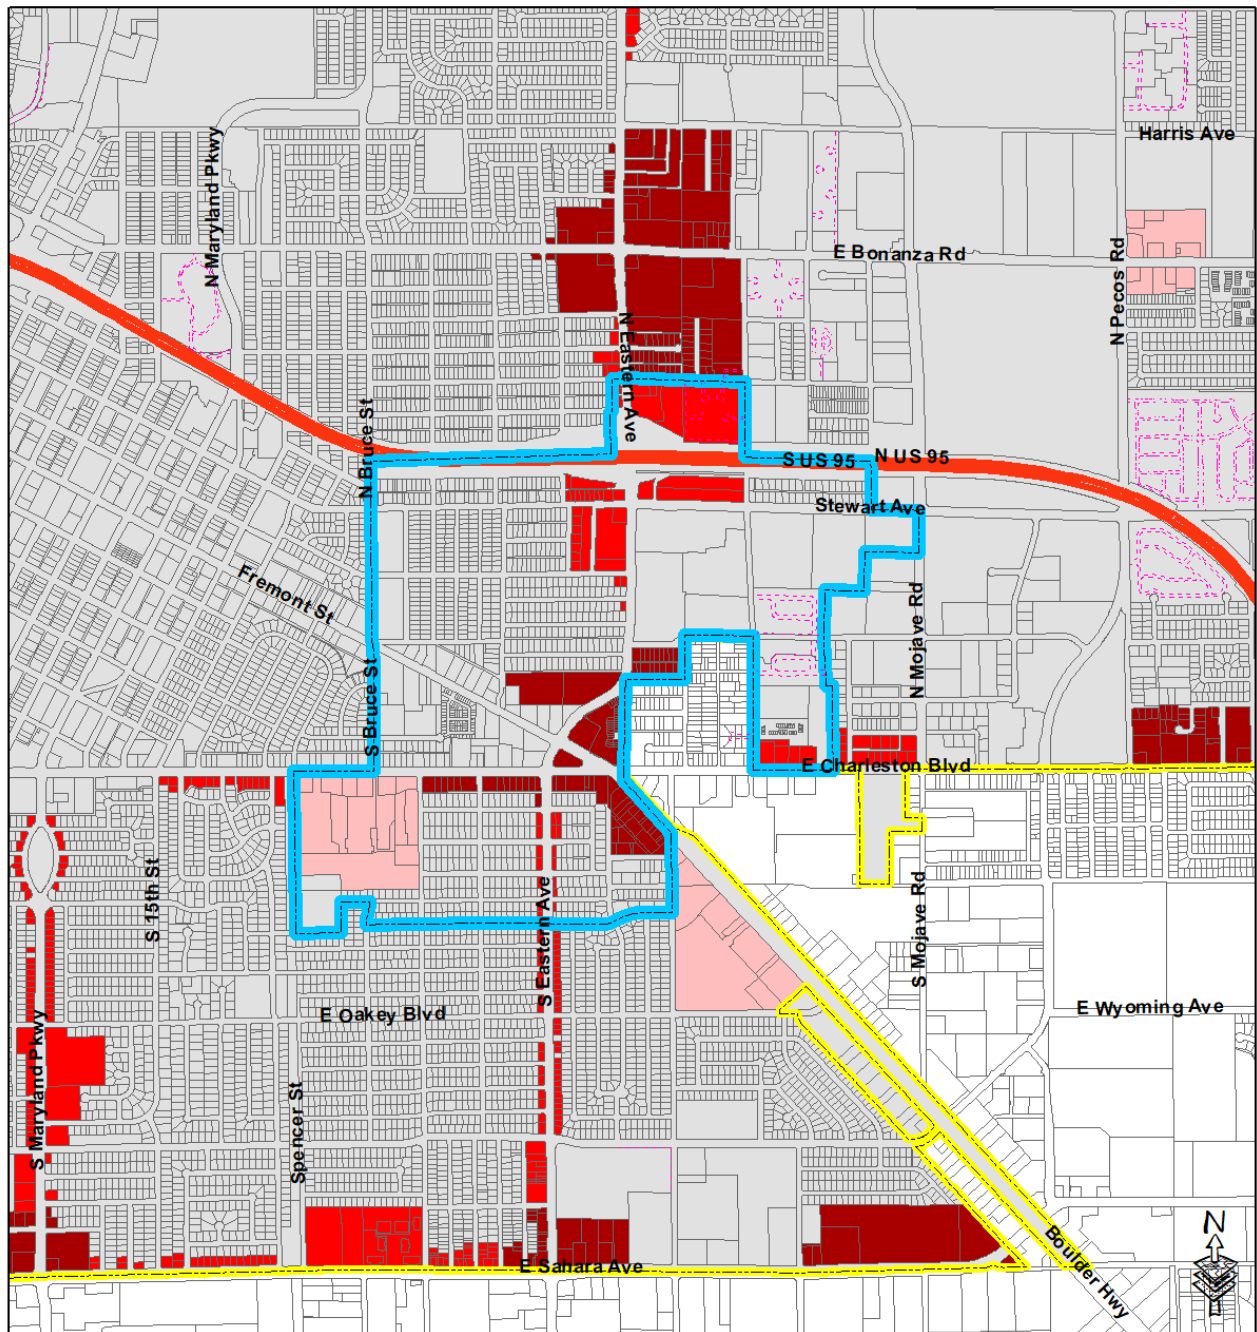 Harris Ave
N Maryland Pkwy
E Bonanza Rd
N Pecos Rd
N Eastern Ave
N Bruce St
S US 95
N US 95
Stewart Ave
Fremont St
N Mojave Rd
S Bruce St
E Charleston Blvd
S 15th St
S Eastern Ave
S Mojave Rd
E Oakey Blvd
E Wyoming Ave
S Maryland Pkwy
Spencer St
N
Boulder Hwy
E Sahara Ave